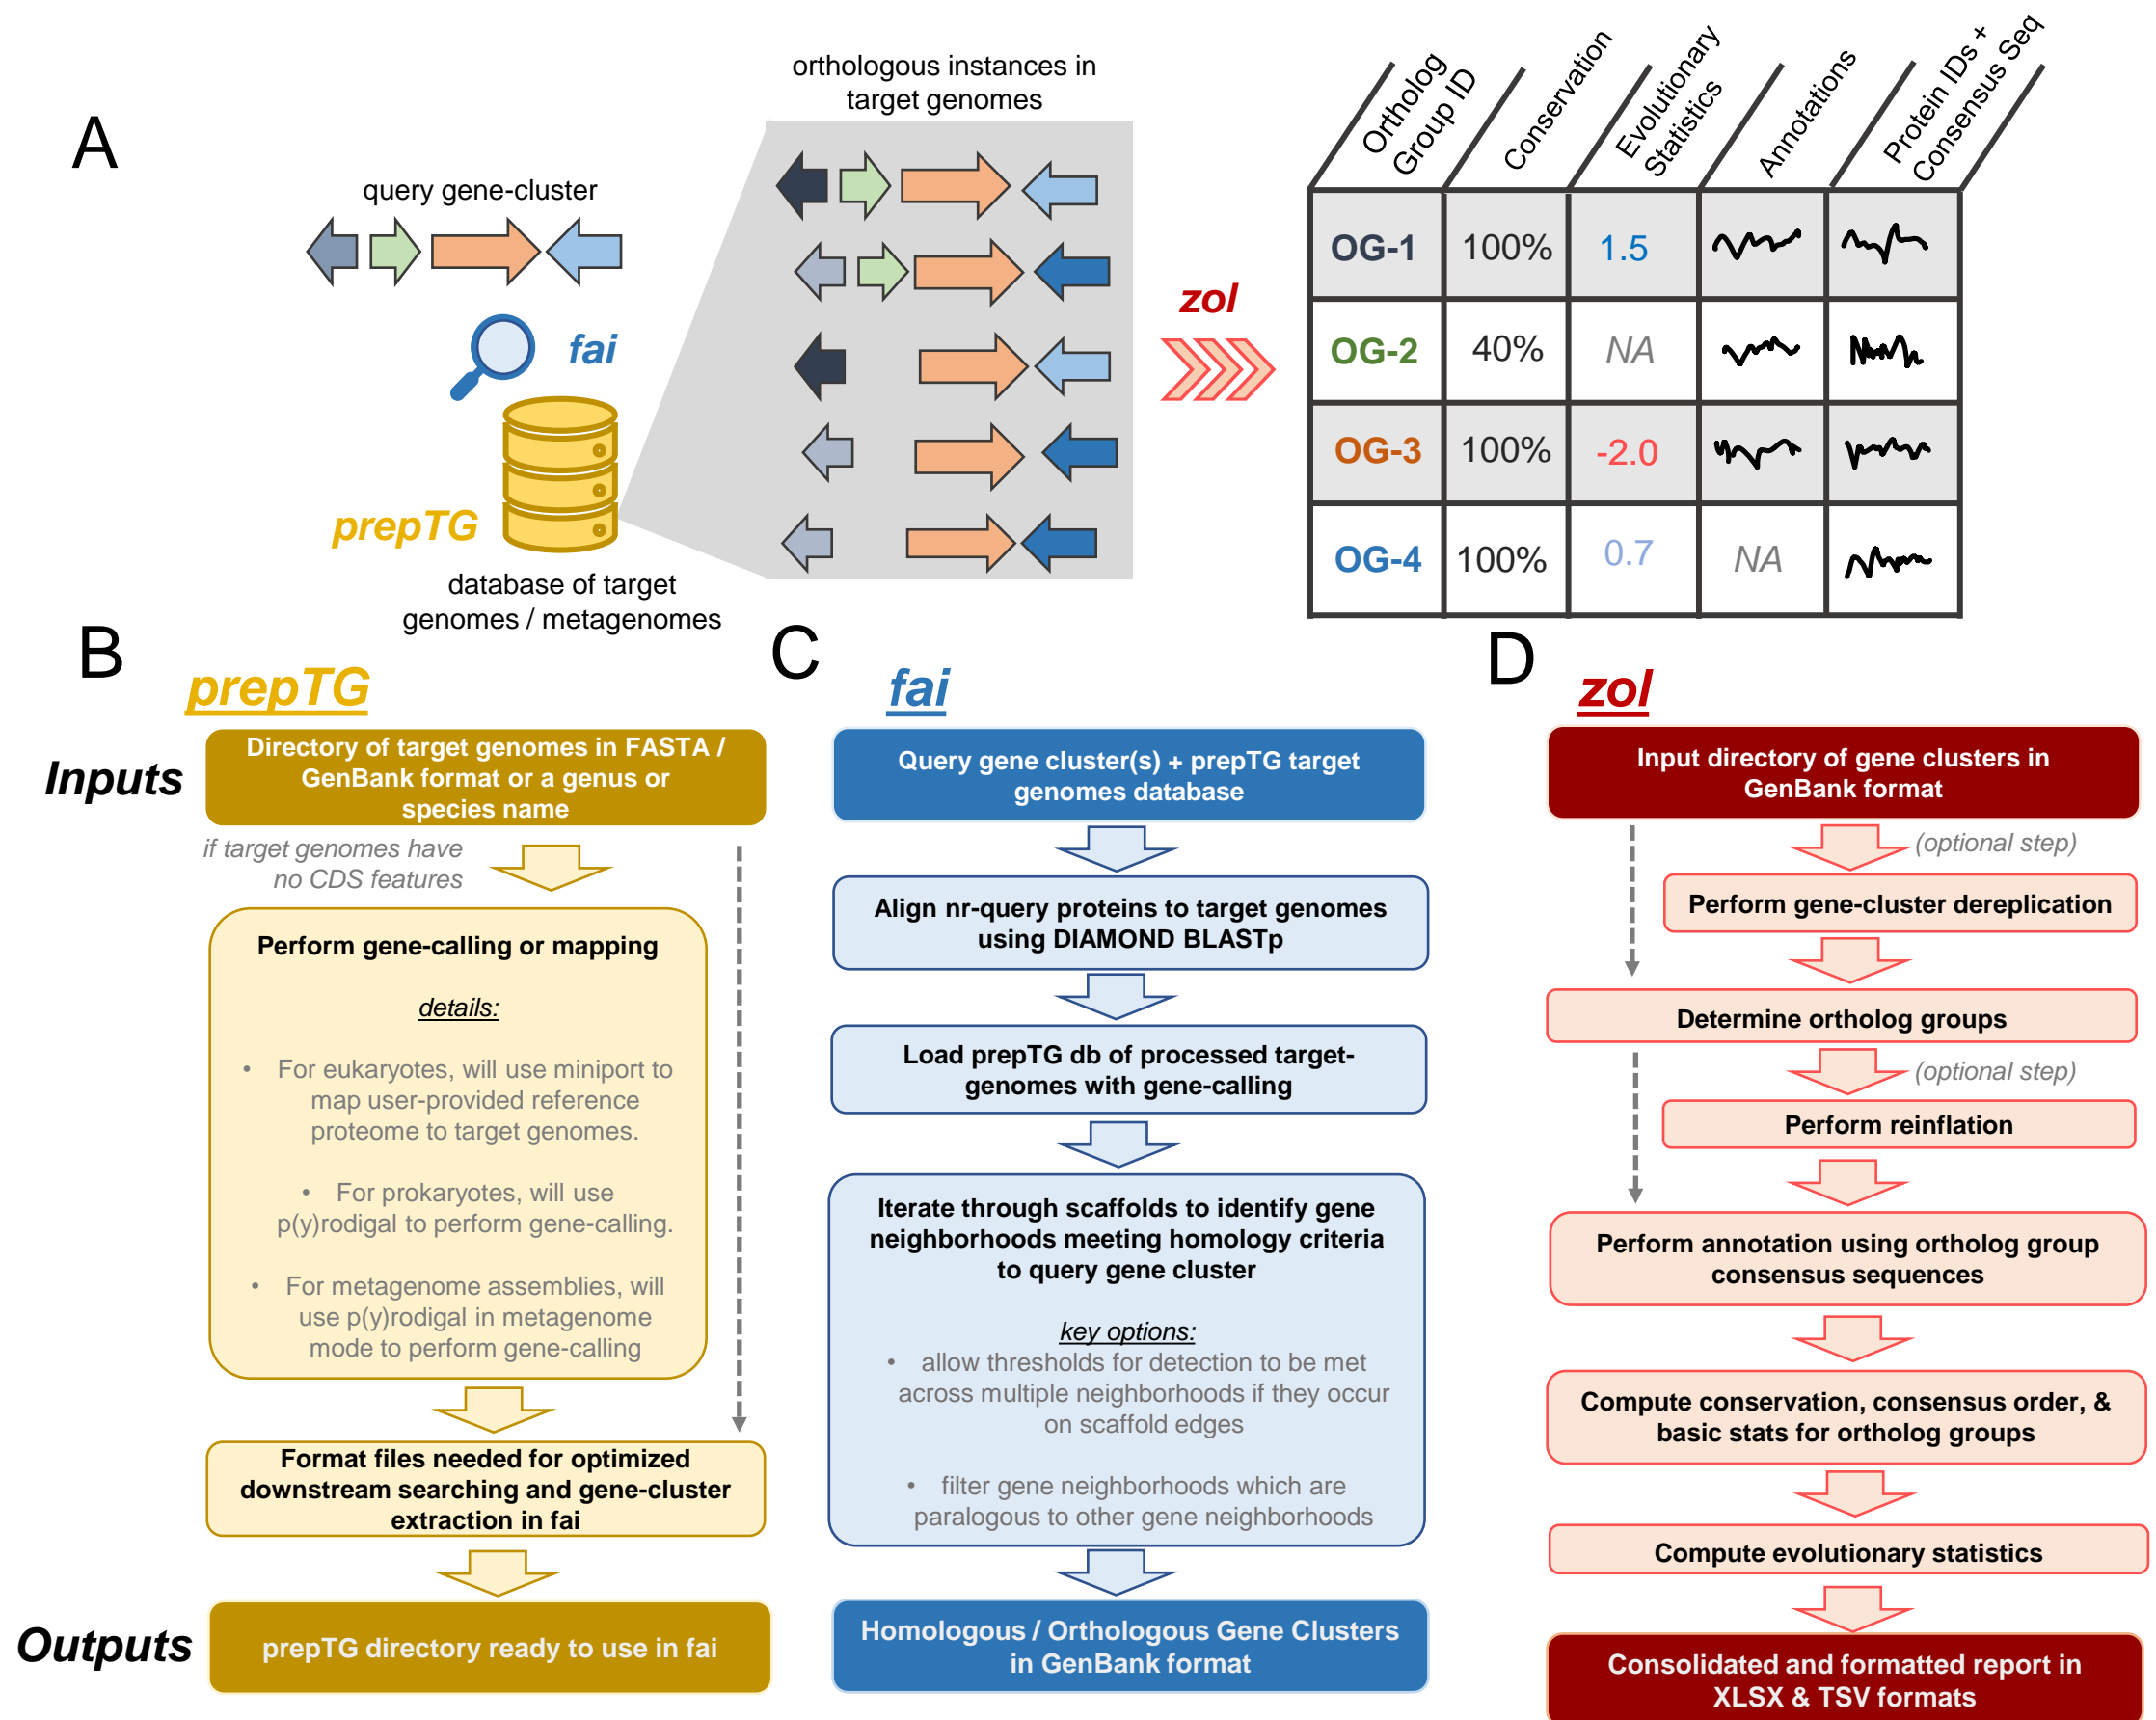 A
query gene-cluster
fai
prepTG
database of target
genomes / metagenomes
orthologous instances in
target genomes
zol
Ortholog
Group ID
Conservation
Evolutionary
Statistics
Annotations
Protein IDs +
Consensus Seq
OG-1 100% 1.5
OG-2 40% NA
OG-3 100% -2.0
OG-4 100% 0.7 NA
B
prepTG
Inputs
Directory of target genomes in FASTA /
GenBank format or a genus or
species name
if target genomes have
no CDS features
Perform gene-calling or mapping
details:
• For eukaryotes, will use miniport to
map user-provided reference
proteome to target genomes.
• For prokaryotes, will use
p(y)rodigal to perform gene-calling.
• For metagenome assemblies, will
use p(y)rodigal in metagenome
mode to perform gene-calling
Format files needed for optimized
downstream searching and gene-cluster
extraction in fai
Outputs
prepTG directory ready to use in fai
C
fai
Query gene cluster(s) + prepTG target
genomes database
Align nr-query proteins to target genomes
using DIAMOND BLASTp
Load prepTG db of processed target-
genomes with gene-calling
Iterate through scaffolds to identify gene
neighborhoods meeting homology criteria
to query gene cluster
key options:
• allow thresholds for detection to be met
across multiple neighborhoods if they occur
on scaffold edges
• filter gene neighborhoods which are
paralogous to other gene neighborhoods
Homologous / Orthologous Gene Clusters
in GenBank format
D
zol
Input directory of gene clusters in
GenBank format
(optional step)
Perform gene-cluster dereplication
Determine ortholog groups
(optional step)
Perform reinflation
Perform annotation using ortholog group
consensus sequences
Compute conservation, consensus order, &
basic stats for ortholog groups
Compute evolutionary statistics
Consolidated and formatted report in
XLSX & TSV formats